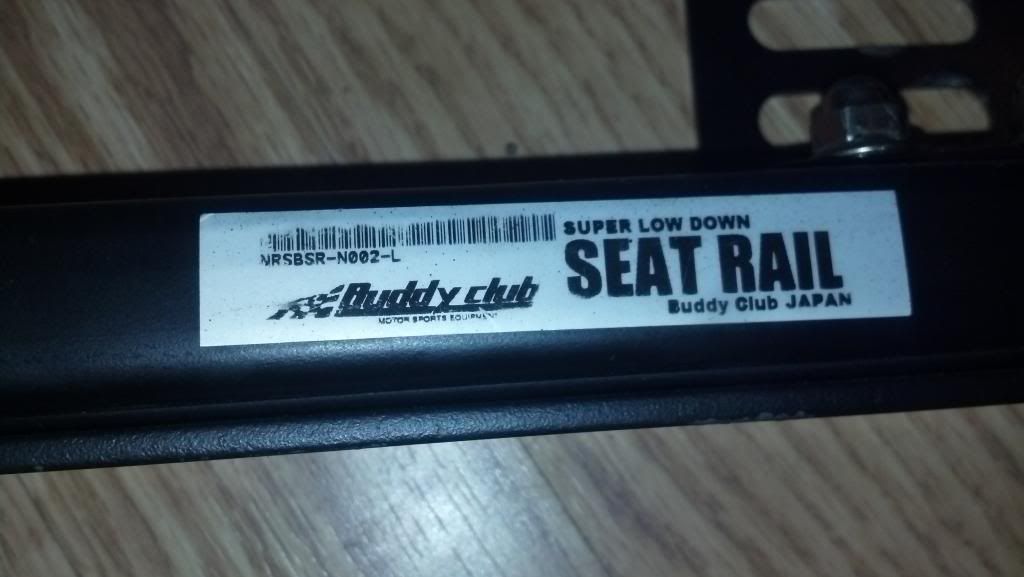 NRSBSR-N002-L
Buddy club
MOTOR SPORTS EQUIPMENT
SUPER LOW DOWN
SEAT RAIL
Buddy Club JAPAN